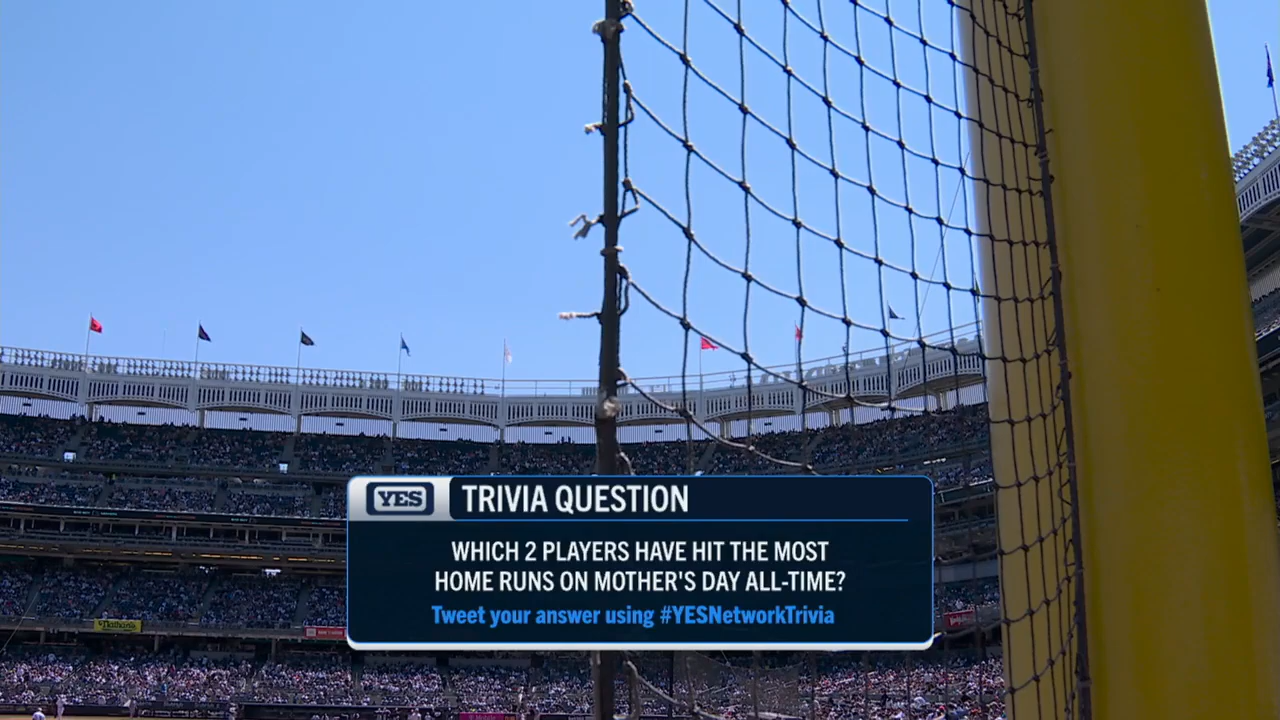 YES TRIVIA QUESTION
WHICH 2 PLAYERS HAVE HIT THE MOST
HOME RUNS ON MOTHER'S DAY ALL-TIME?
Tweet your answer using #YESNetworkTrivia
Nathan's